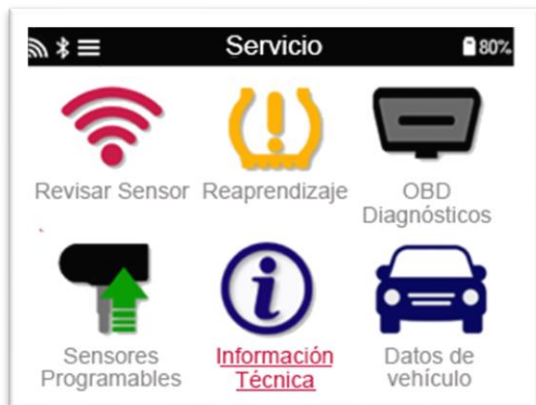 Servicio
80%
Revisar Sensor
Reaprendizaje
OBD
Diagnósticos
Sensores
Programables
Información
Técnica
Datos de
vehículo